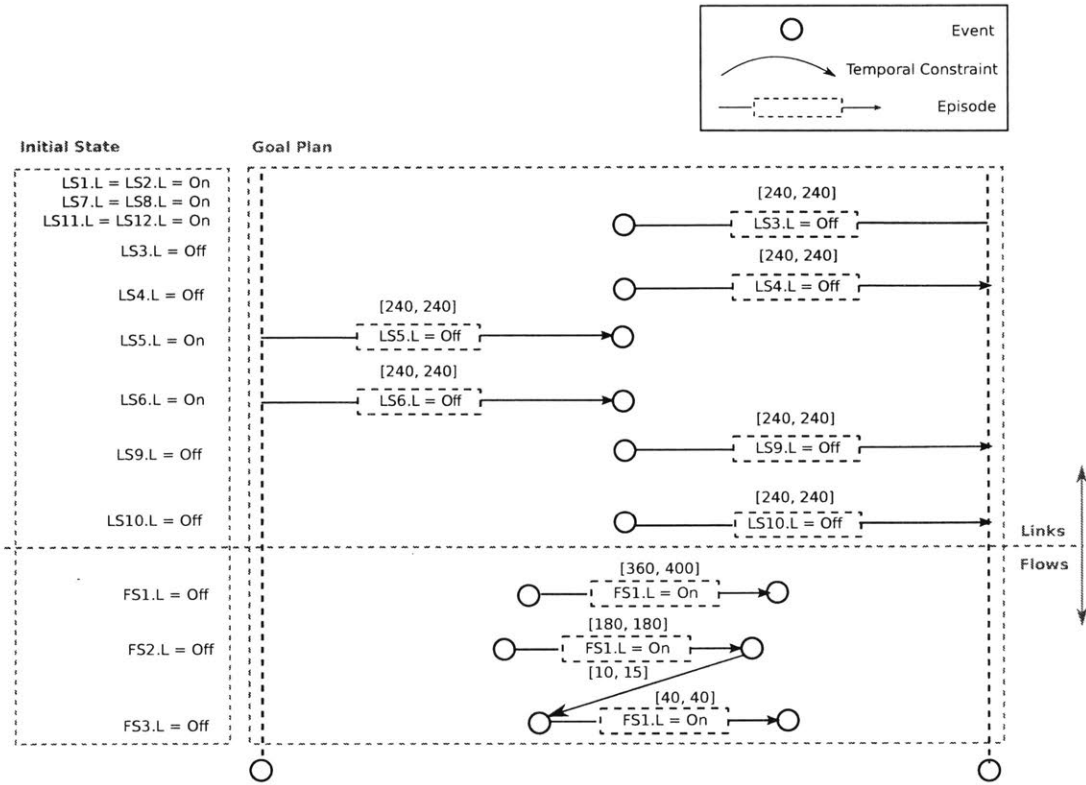 Event
Temporal Constraint
Episode
Initial State
Goal Plan
LS1.L = LS2.L = On
LS7.L = LS8.L = On
LS11.L = LS12.L = On
[240, 240]
LS3.L = Off
LS3.L = Off
[240, 240]
LS4.L = Off
LS4.L = Off
[240, 240]
LS5.L = On
LS5.L = Off
[240, 240]
LS6.L = On
LS6.L = Off
[240, 240]
LS9.L = Off
LS9.L = Off
[240, 240]
LS10.L = Off
LS10.L = Off
Links
Flows
[360, 400]
FS1.L = Off
FS1.L = On
[180, 180]
FS2.L = Off
FS1.L = On
[10, 15]
[40, 40]
FS3.L = Off
FS1.L = On